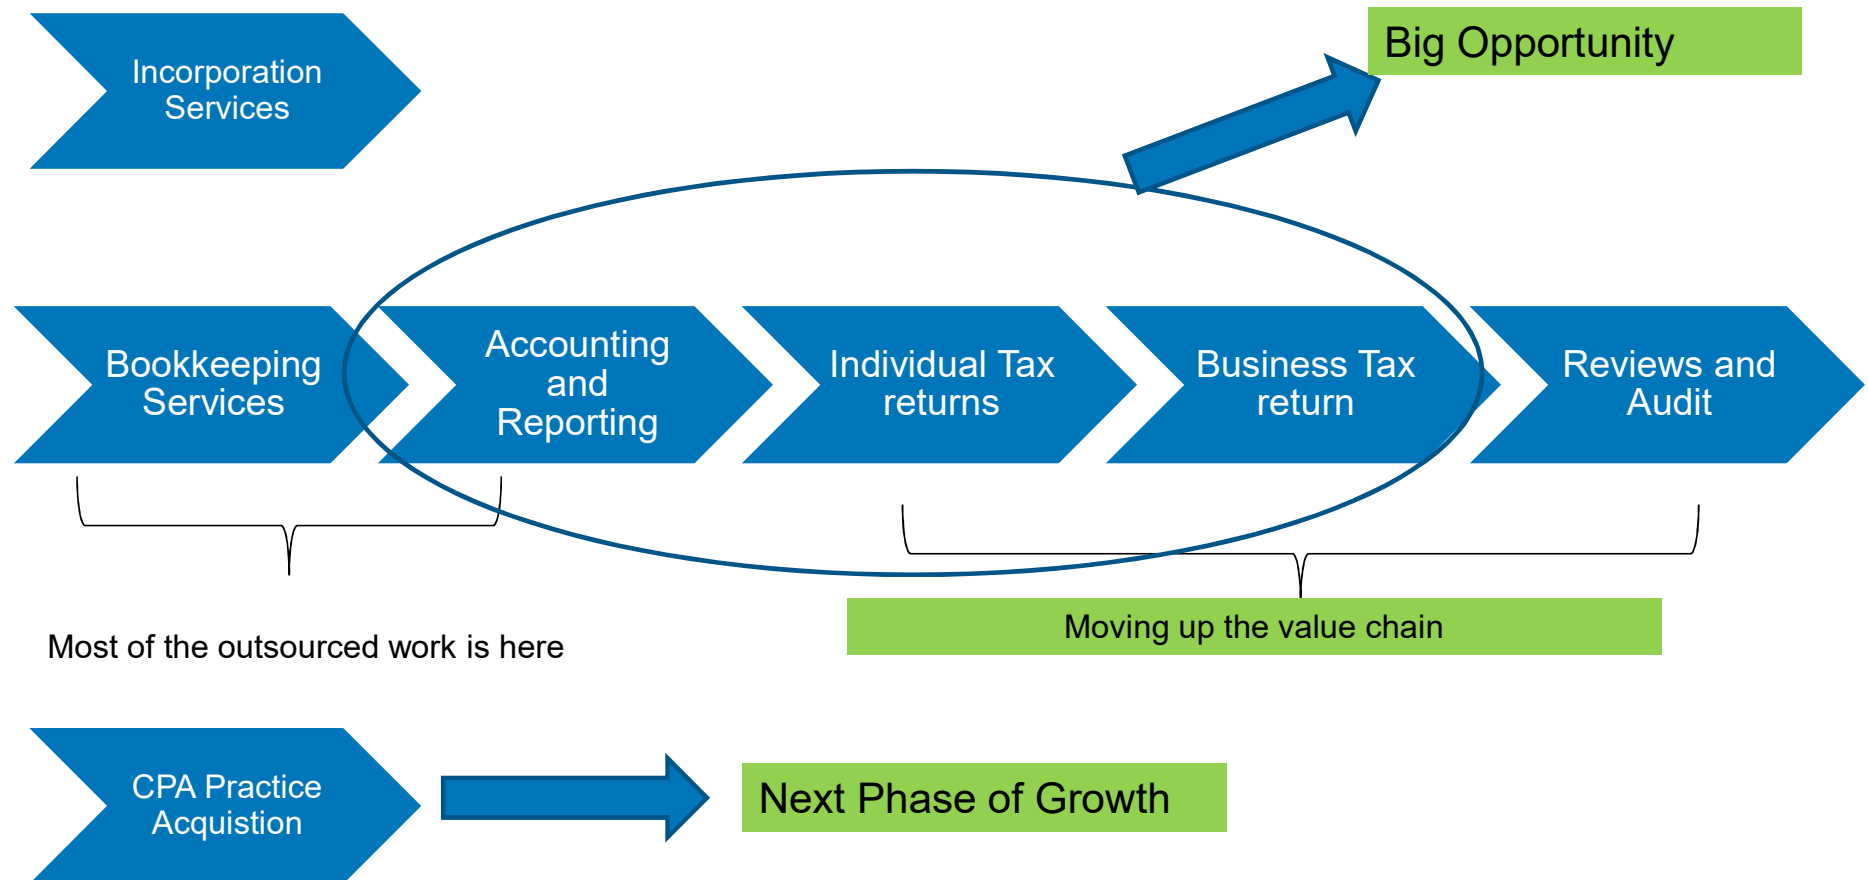 Big Opportunity
Incorporation
Services
Bookkeeping
Services
Accounting
and
Reporting
Individual Tax
returns
Business Tax
return
Reviews and
Audit
Most of the outsourced work is here
Moving up the value chain
CPA Practice
Acquistion
Next Phase of Growth